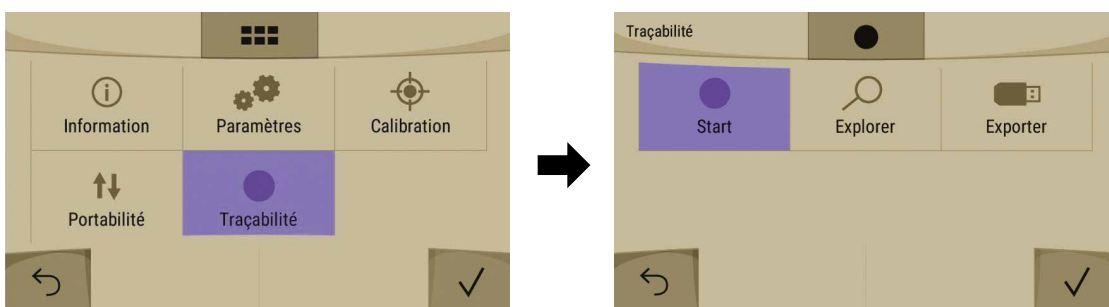 Information Paramètres Calibration
Portabilité Traçabilité
Traçabilité
Start Explorer Exporter